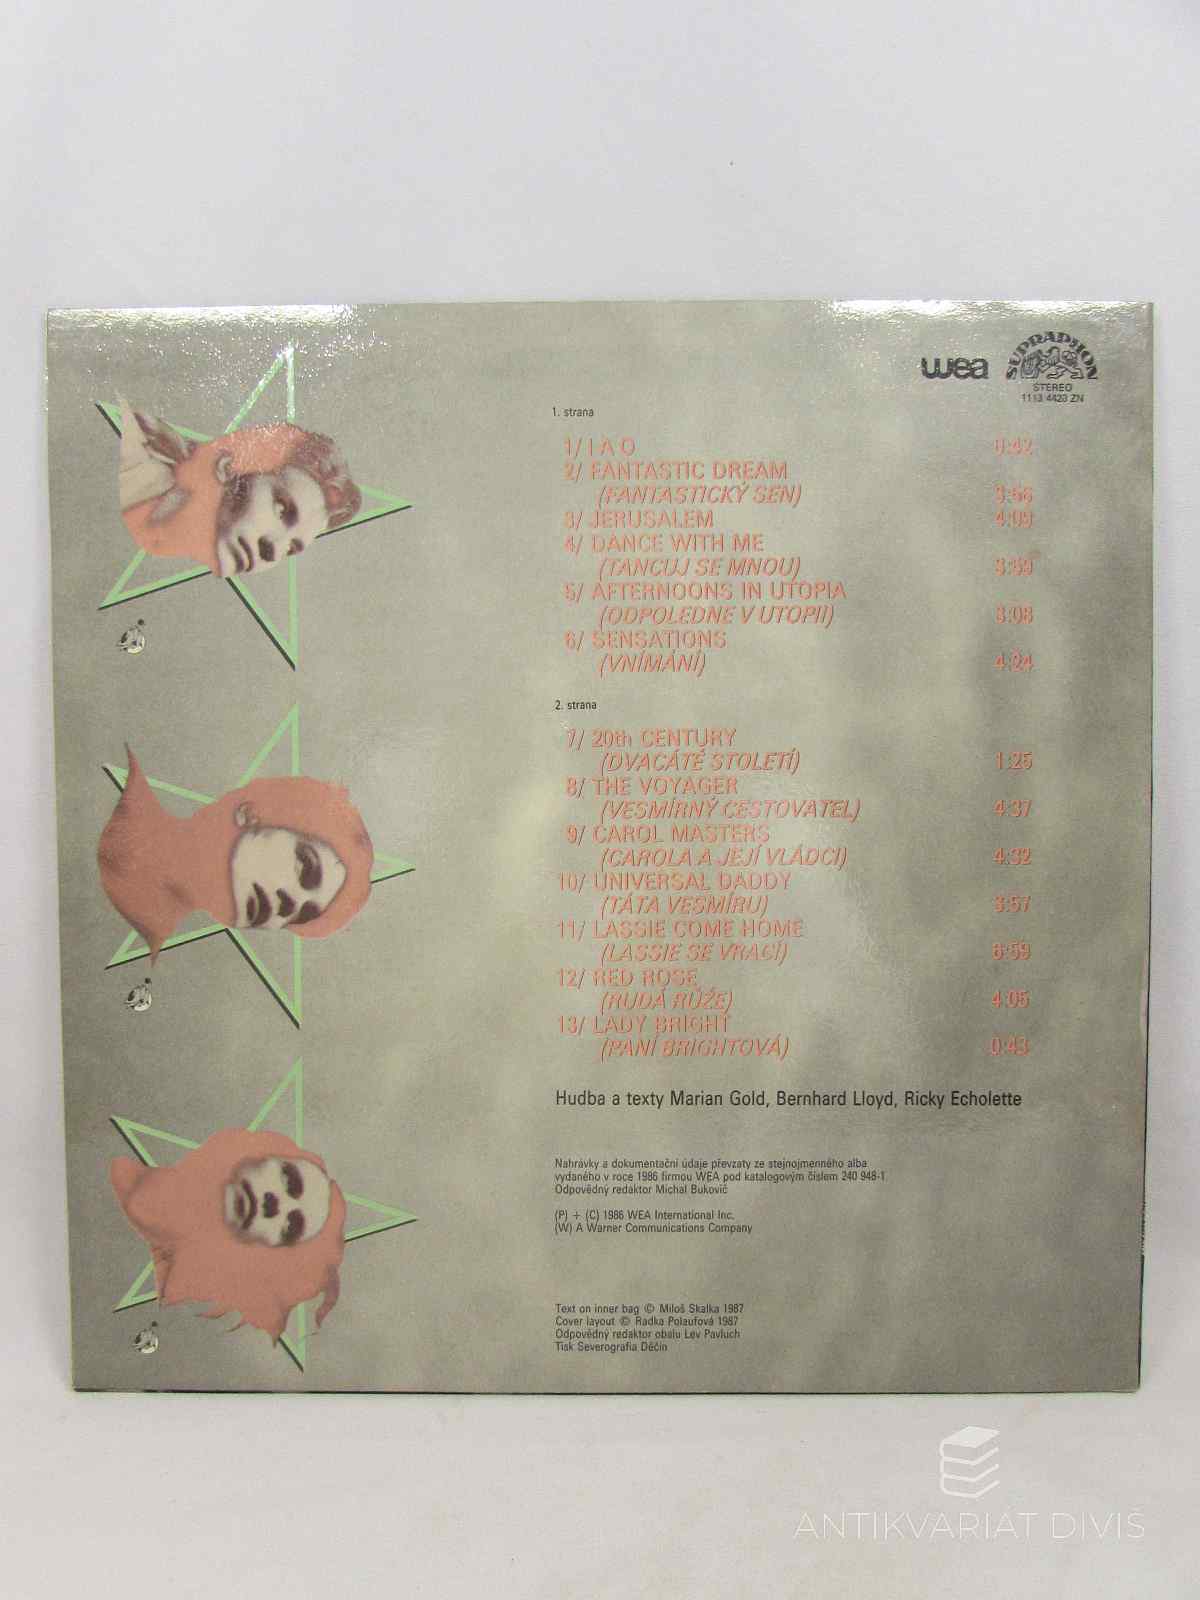 wea
SUPRAPHON
STEREO
1113 4423 ZN
1. strana
1/ I A O 0:42
2/ FANTASTIC DREAM
(FANTASTICKÝ SEN) 3:56
3/ JERUSALEM 4:09
4/ DANCE WITH ME
(TANCUJ SE MNOU) 3:59
5/ AFTERNOONS IN UTOPIA
(ODPOLEDNE V UTOPII) 3:08
6/ SENSATIONS
(VNÍMÁNÍ) 4:24
2. strana
7/ 20th CENTURY
(DVACÁTÉ STOLETÍ) 1:25
8/ THE VOYAGER
(VESMÍRNÝ CESTOVATEL) 4:37
9/ CAROL MASTERS
(CAROLA A JEJÍ VLÁDCI) 4:32
10/ UNIVERSAL DADDY
(TÁTA VESMÍRU) 3:57
11/ LASSIE COME HOME
(LASSIE SE VRACÍ) 6:59
12/ RED ROSE
(RUDÁ RŮŽE) 4:05
13/ LADY BRIGHT
(PANÍ BRIGHTOVÁ) 0:43
Hudba a texty Marian Gold, Bernhard Lloyd, Ricky Echolette
Nahrávky a dokumentační údaje převzaty ze stejnojmenného alba
vydaného v roce 1986 firmou WEA pod katalogovým číslem 240 948-1
Odpovědný redaktor Michal Bukovič
(P) + (C) 1986 WEA International Inc.
(W) A Warner Communications Company
Text on inner bag © Miloš Skalka 1987
Cover layout © Radka Polaufová 1987
Odpovědný redaktor obalu Lev Pavluch
Tisk Severografia Děčín
ANTIKVARIÁT DIVIŠ